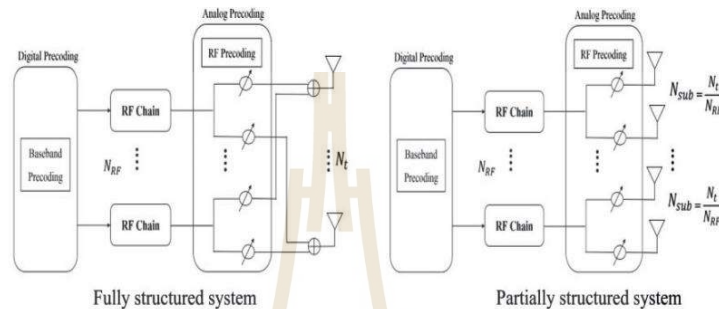 Analog Precoding
Digital Precoding
RF Precoding
RF Chain
Baseband
Precoding
N_RF
N_t
RF Chain
Fully structured system
Analog Precoding
Digital Precoding
RF Precoding
N_sub = N_t/N_RF
RF Chain
Baseband
Precoding
N_RF
RF Chain
N_sub = N_t/N_RF
Partially structured system